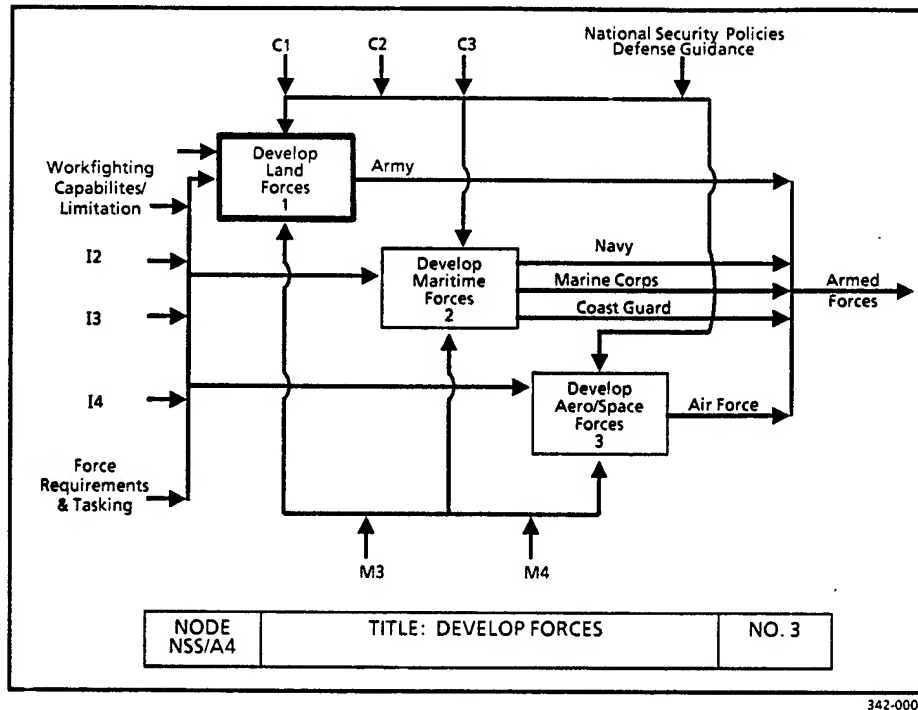 C1
C2
C3
National Security Policies
Defense Guidance
Workfighting
Capabilites/
Limitation
Develop
Land
Forces
1
Army
I2
I3
I4
Force
Requirements
& Tasking
Develop
Maritime
Forces
2
Navy
Marine Corps
Coast Guard
Armed
Forces
Develop
Aero/Space
Forces
3
Air Force
M3
M4
NODE
NSS/A4
TITLE: DEVELOP FORCES
NO. 3
342-000